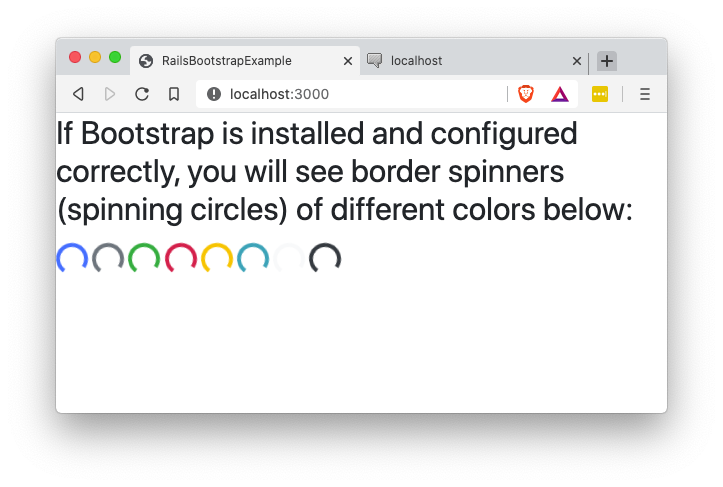 RailsBootstrapExample
localhost
localhost:3000
If Bootstrap is installed and configured
correctly, you will see border spinners
(spinning circles) of different colors below: